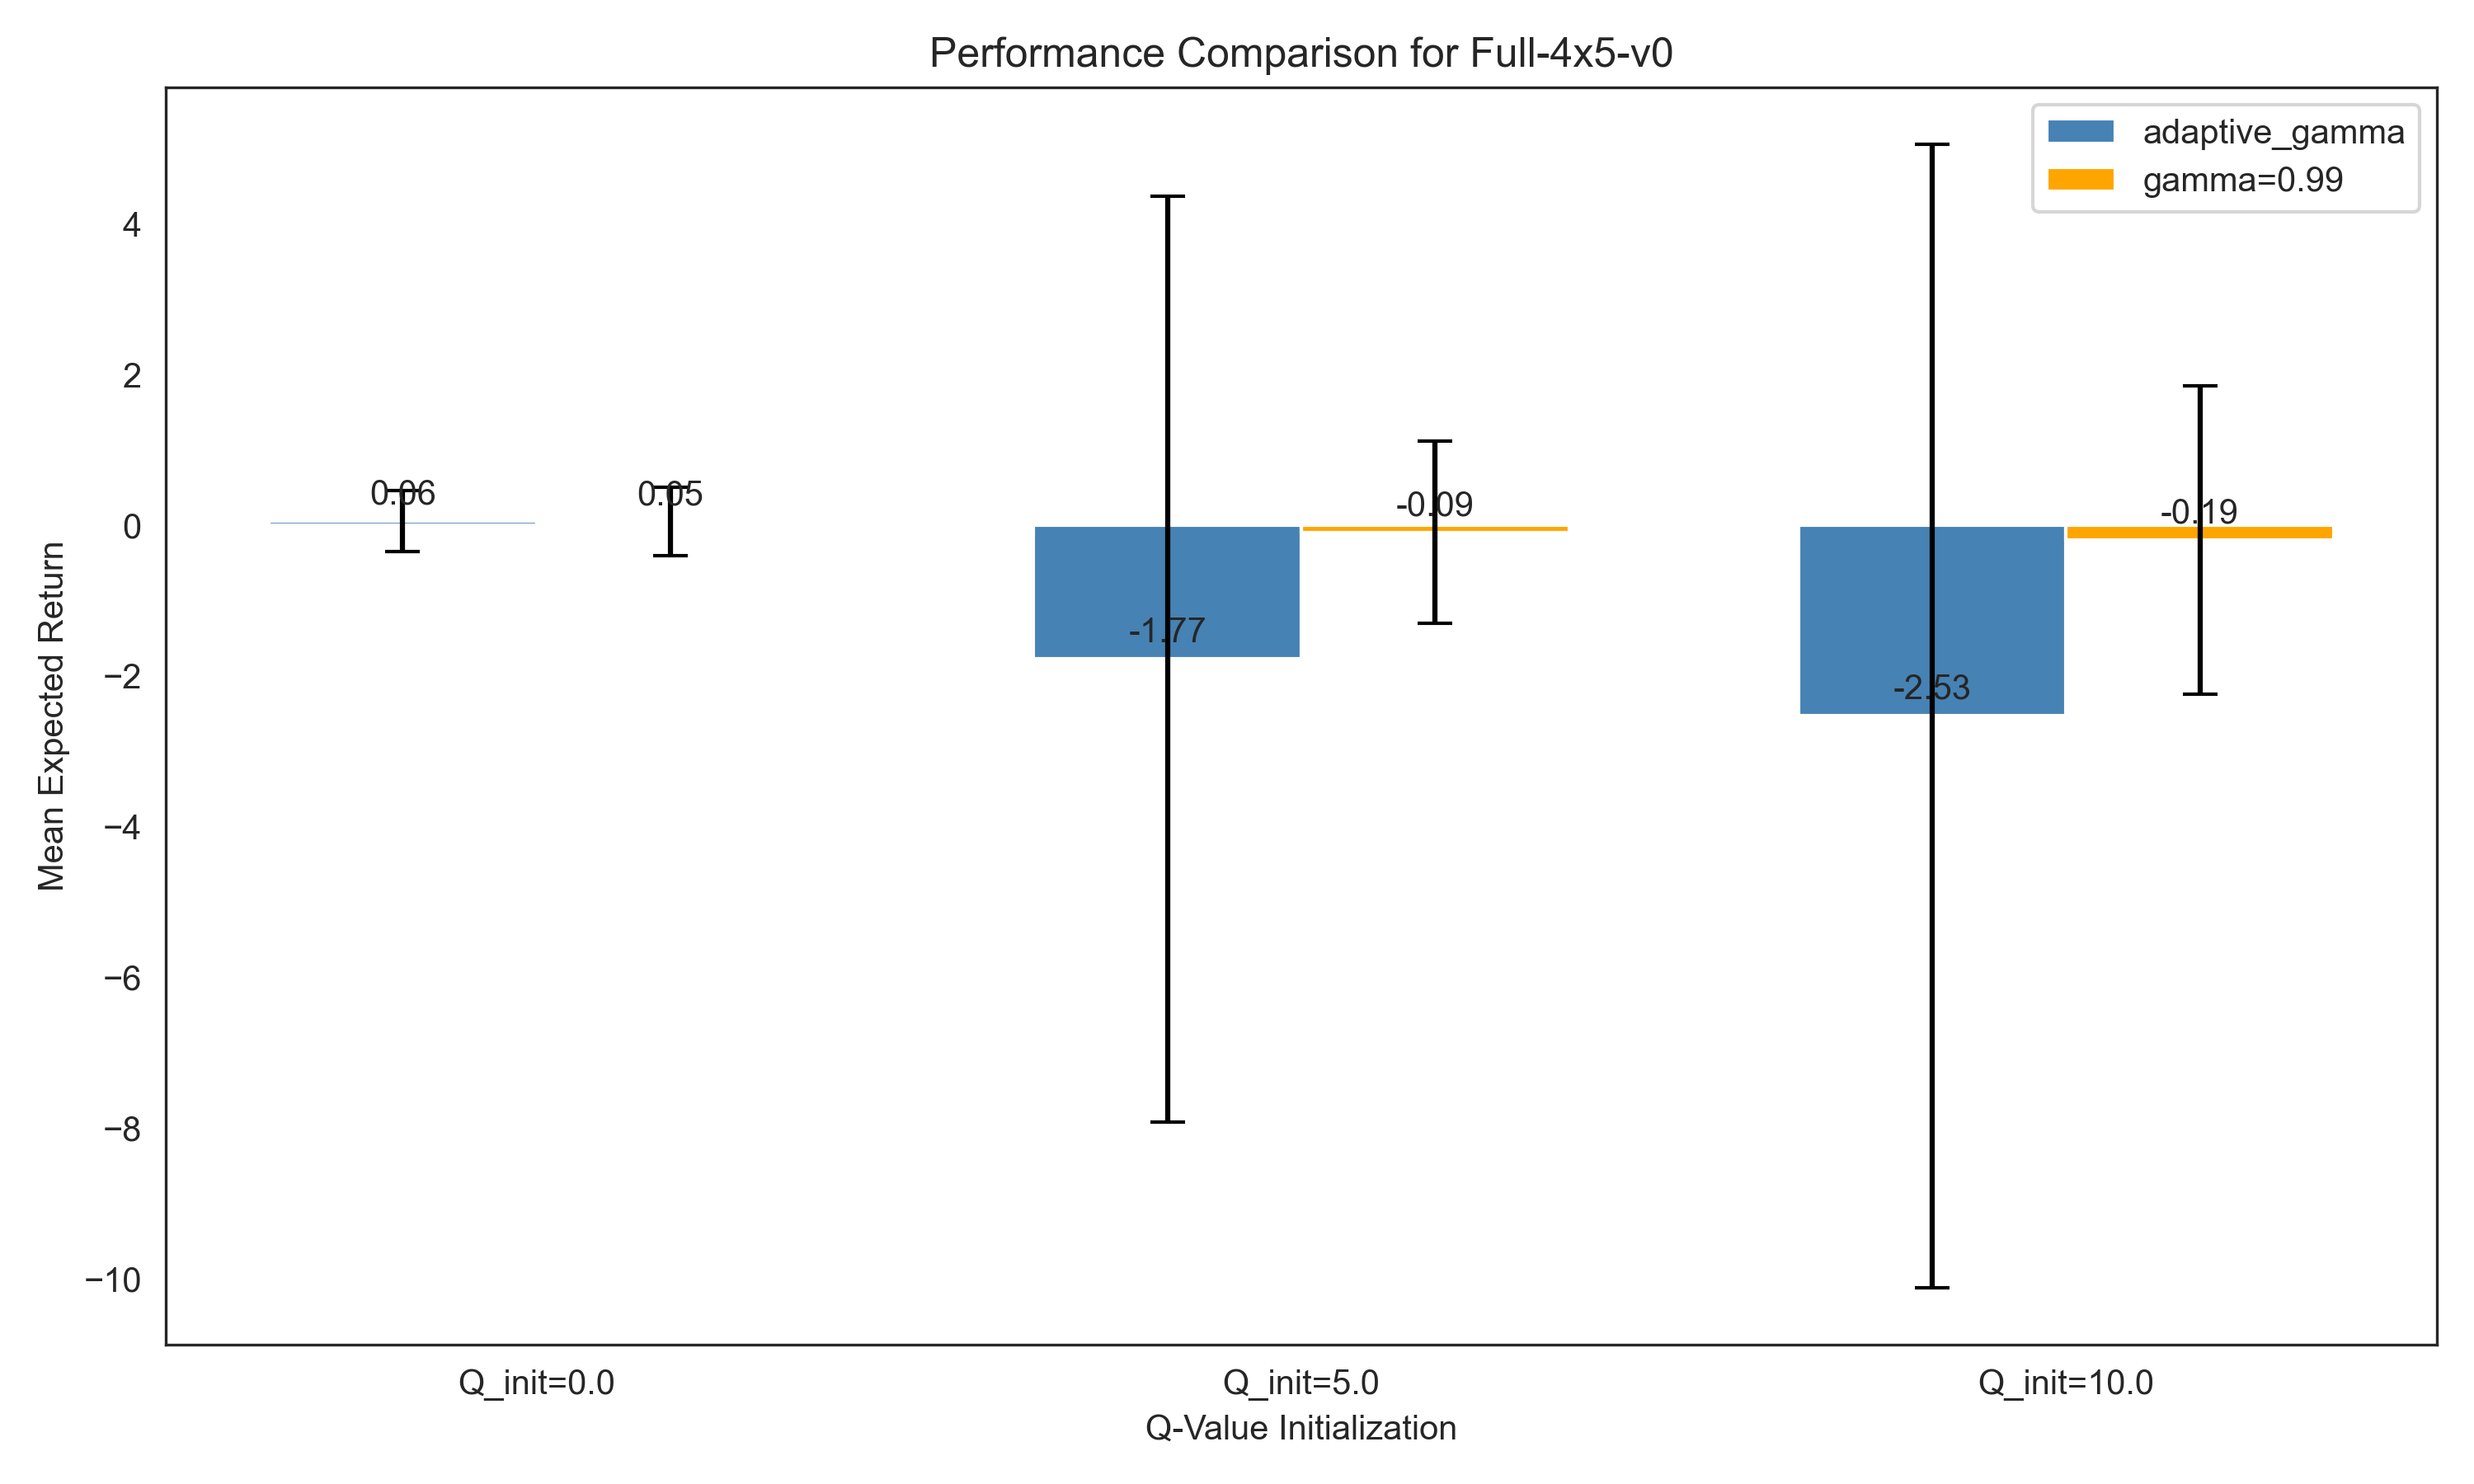 Performance Comparison for Full-4x5-v0
adaptive_gamma
gamma=0.99
Mean Expected Return
4
2
0
−2
−4
−6
−8
−10
0.06
0.05
-1.77
-0.09
-2.53
-0.19
Q_init=0.0
Q_init=5.0
Q_init=10.0
Q-Value Initialization